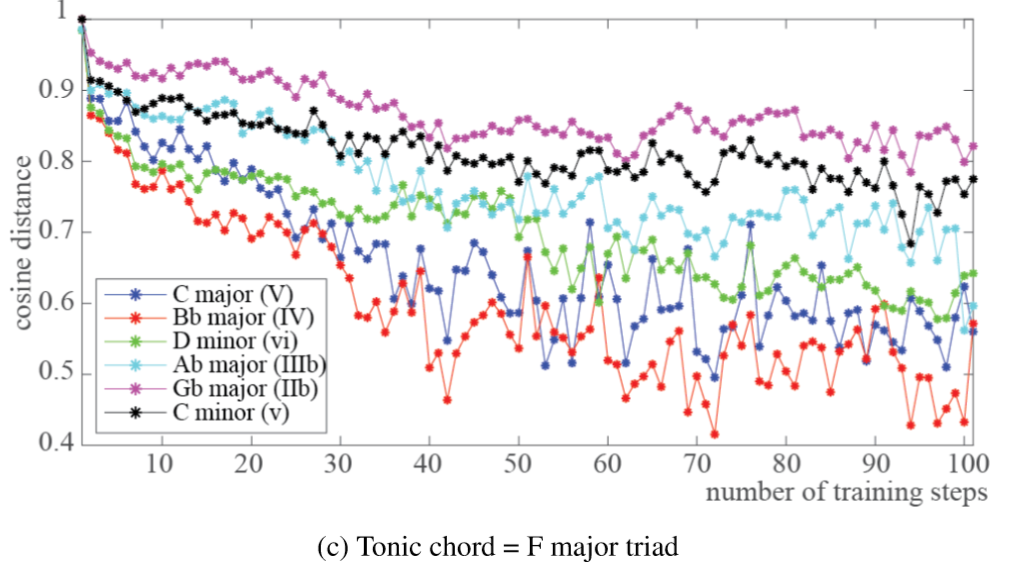 1
0.9
0.8
0.7
0.6
0.5
0.4
cosine distance
C major (V)
Bb major (IV)
D minor (vi)
Ab major (IIIb)
Gb major (IIb)
C minor (v)
10 20 30 40 50 60 70 80 90 100
number of training steps
(c) Tonic chord = F major triad